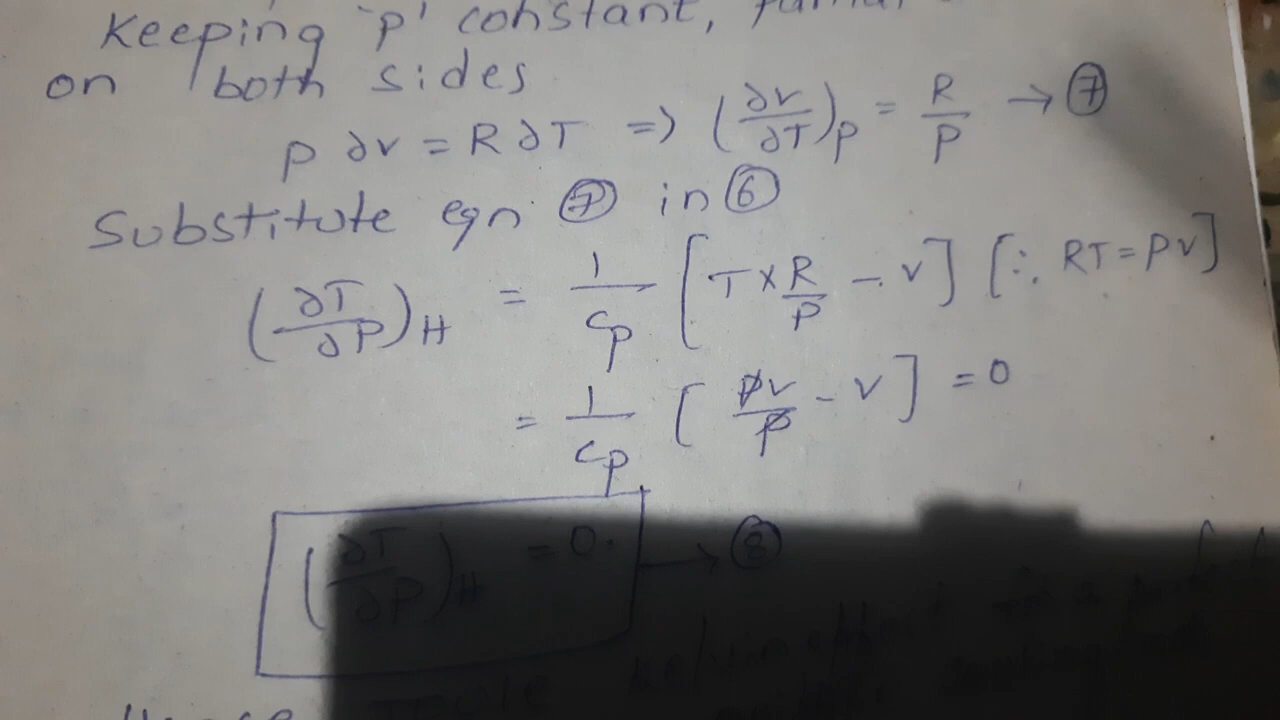 Keeping 'p' constant,
on both sides
P ∂V = R ∂T => (∂V/∂T)P = R/P → ⑦
Substitute eqn ⑦ in ⑥
(∂T/∂P)H = 1/Cp [T × R/P - V] [∵ RT = PV]
= 1/Cp [PV/P - V] = 0
(∂T/∂P)H = 0. → ⑧
Hence